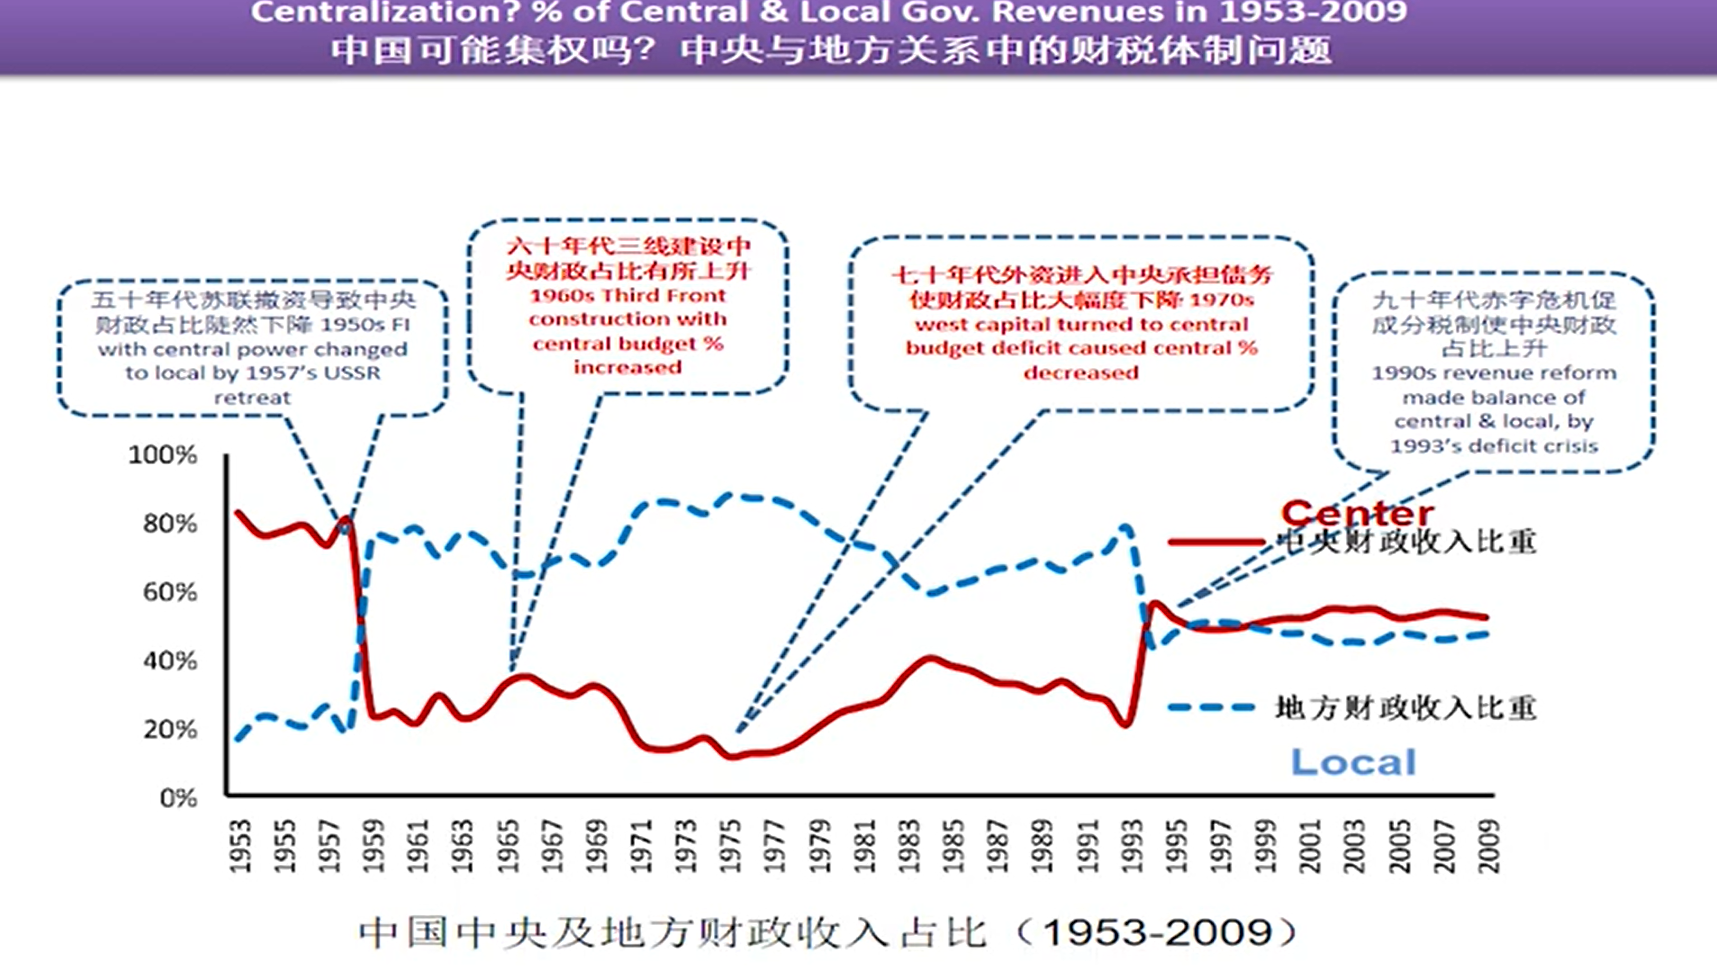 Centralization? % of Central & Local Gov. Revenues in 1953-2009
中国可能集权吗？中央与地方关系中的财税体制问题
五十年代苏联撤资导致中央
财政占比陡然下降 1950s FI
with central power changed
to local by 1957's USSR
retreat
六十年代三线建设中
央财政占比有所上升
1960s Third Front
construction with
central budget %
increased
七十年代外资进入中央承担债务
使财政占比大幅度下降 1970s
west capital turned to central
budget deficit caused central %
decreased
九十年代赤字危机促
成分税制使中央财政
占比上升
1990s revenue reform
made balance of
central & local, by
1993's deficit crisis
100%
80%
60%
40%
20%
0%
Center
中央财政收入比重
地方财政收入比重
Local
1953
1955
1957
1959
1961
1963
1965
1967
1969
1971
1973
1975
1977
1979
1981
1983
1985
1987
1989
1991
1993
1995
1997
1999
2001
2003
2005
2007
2009
中国中央及地方财政收入占比（1953-2009）